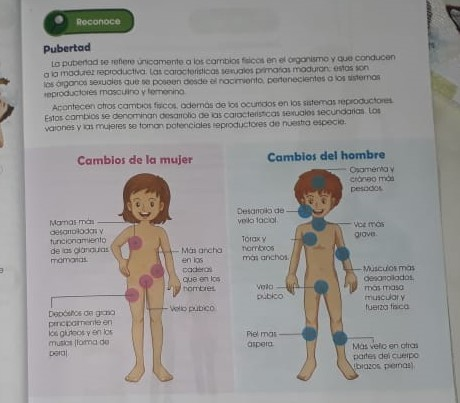 Reconoce
Pubertad
La pubertad se refiere únicamente a los cambios físicos en el organismo y que conducen
a la madurez reproductiva. Las características sexuales primarias maduran, estas son
los órganos sexuales que se poseen desde el nacimiento, pertenecientes a los sistemas
reproductores masculino y femenino.
Acontecen otros cambios físicos, además de los ocurridos en los sistemas reproductores.
Estos cambios se denominan desarrollo de las características sexuales secundarias. Los
varones y las mujeres se tornan potenciales reproductores de nuestra especie.
Cambios de la mujer
Mamas más
desarrolladas y
funcionamiento
de las glándulas
mamarias.
Más ancha
en las
caderas
que en los
hombres.
Vello púbico.
Depósitos de grasa
principalmente en
los glúteos y en los
muslos (forma de
pera).
Cambios del hombre
Osamenta y
cráneo más
pesados.
Desarrollo de
vello facial.
Voz más
grave.
Tórax y
hombros
más anchos.
Músculos más
desarrollados,
más masa
muscular y
fuerza física.
Vello
púbico.
Piel más
áspera.
Más vello en otras
partes del cuerpo
(brazos, piernas).